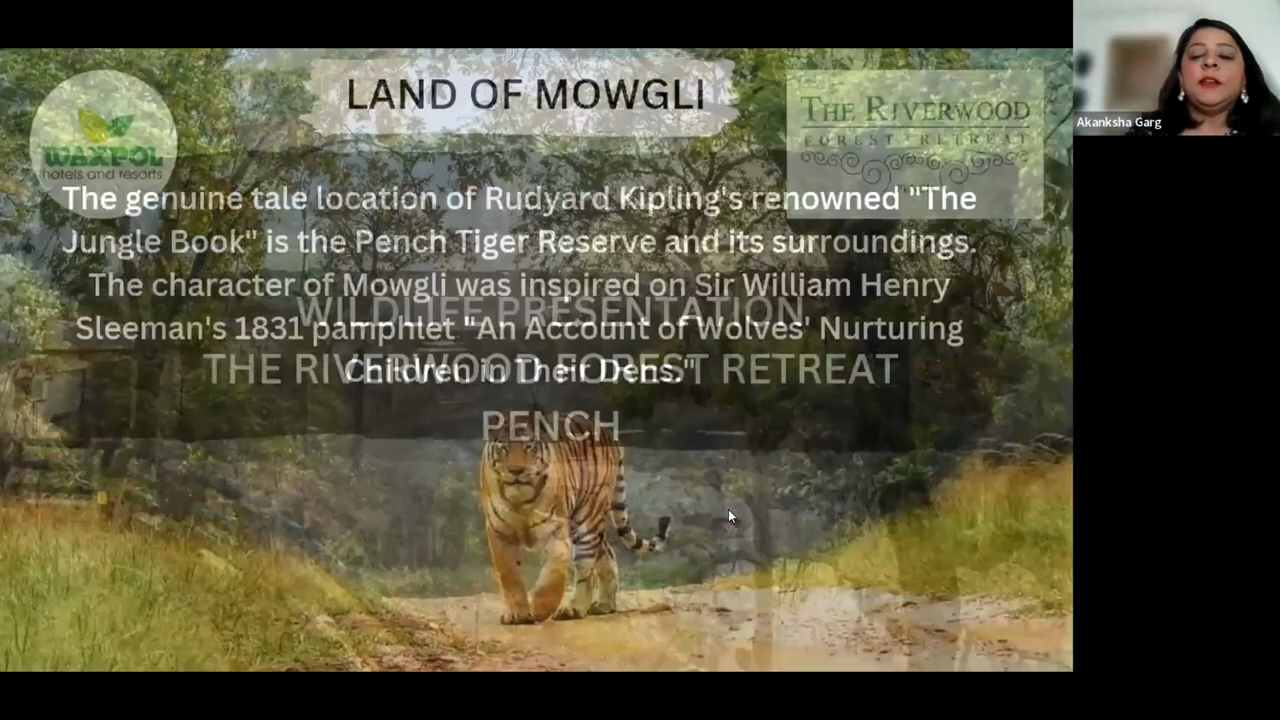 LAND OF MOWGLI
WAXPOL
hotels and resorts
THE RIVERWOOD
FOREST RETREAT
Akanksha Garg
The genuine tale location of Rudyard Kipling's renowned "The
Jungle Book" is the Pench Tiger Reserve and its surroundings.
The character of Mowgli was inspired on Sir William Henry
Sleeman's 1831 pamphlet "An Account of Wolves' Nurturing
Children in Their Dens."
WILDLIFE PRESENTATION
THE RIVERWOOD FOREST RETREAT
PENCH